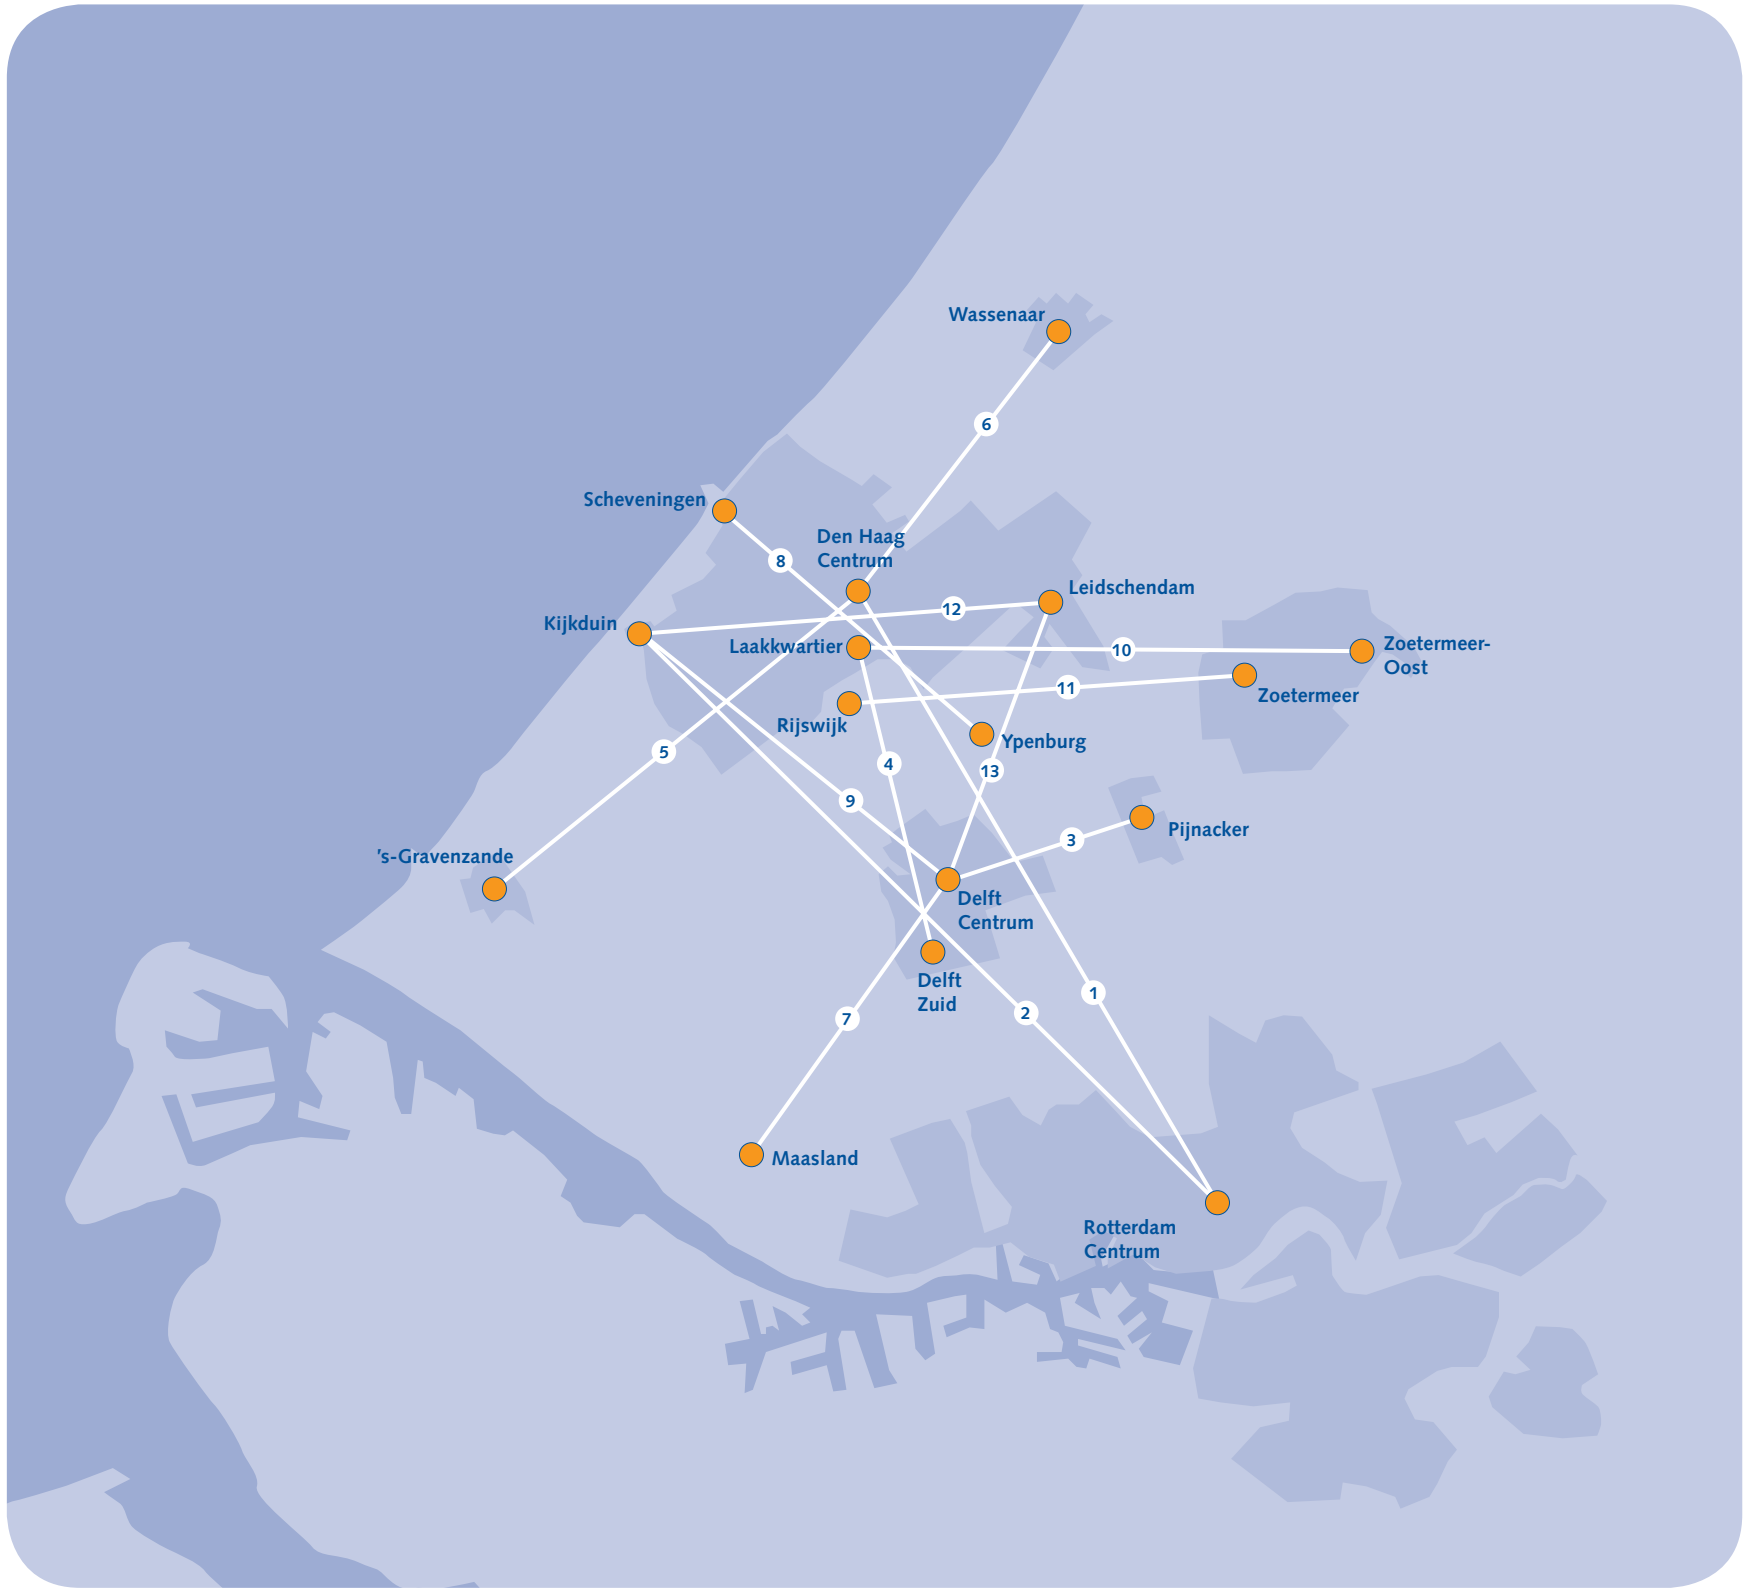 Wassenaar
6
Scheveningen
Den Haag
Centrum
8
Leidschendam
12
Kijkduin
Laakkwartier
10
Zoetermeer-
Oost
11
Zoetermeer
Rijswijk
Ypenburg
5
4
13
9
Pijnacker
3
's-Gravenzande
Delft
Centrum
Delft
Zuid
1
2
7
Maasland
Rotterdam
Centrum